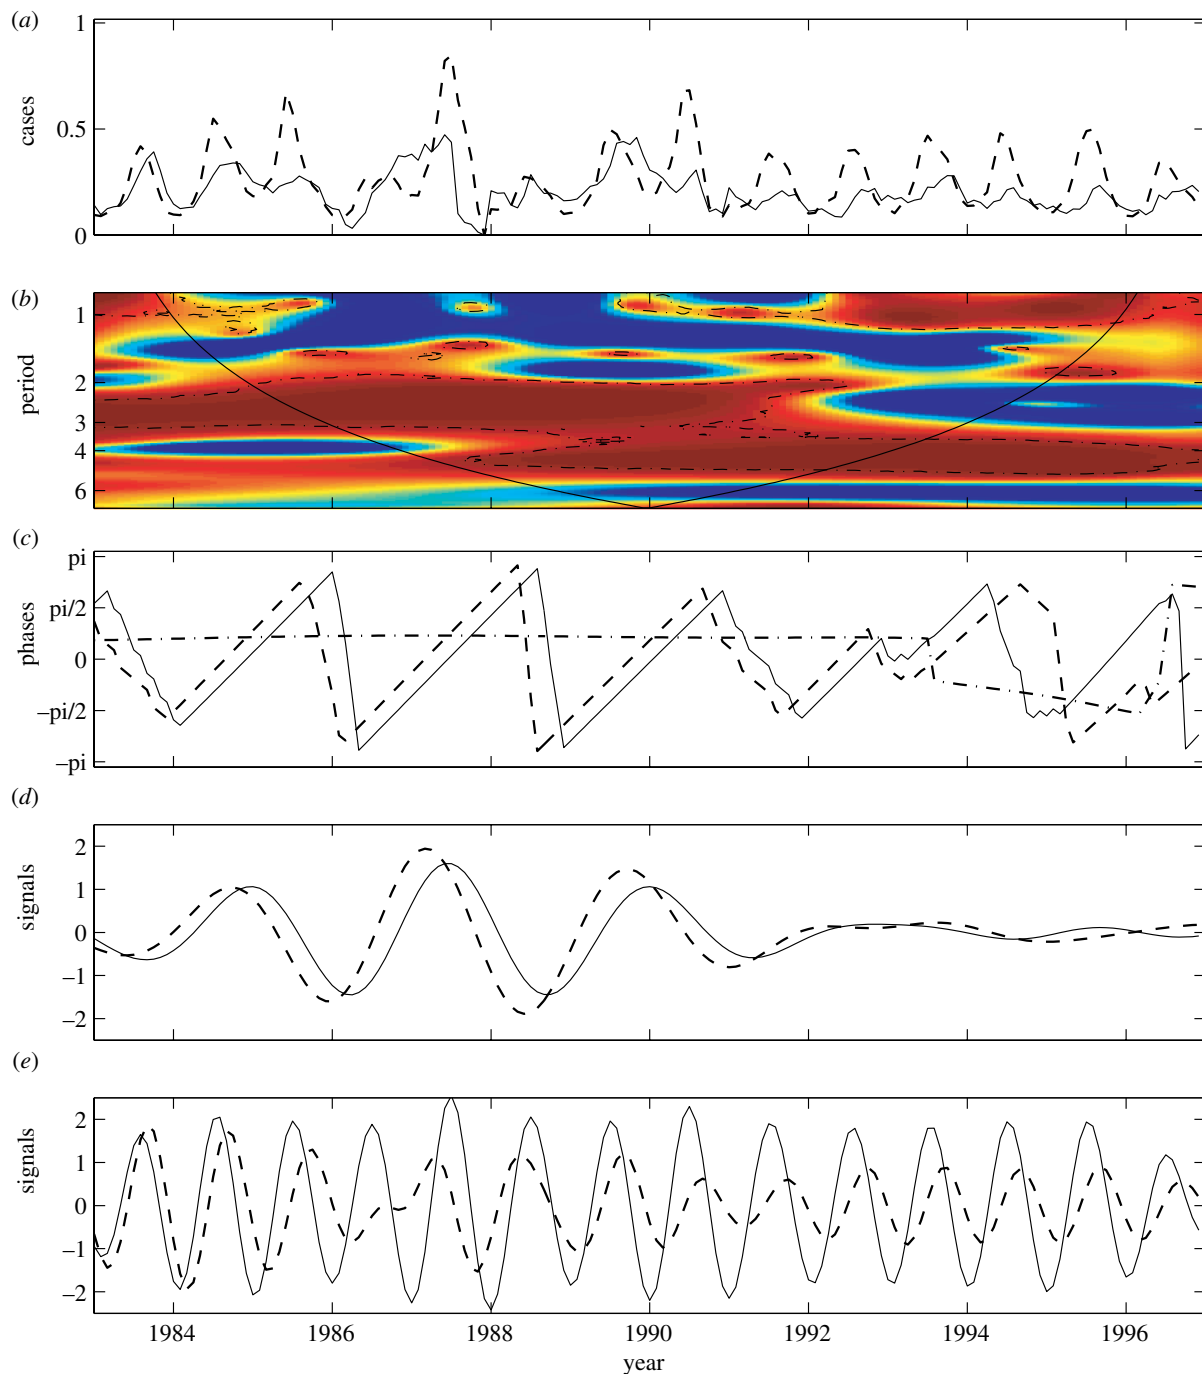 (a)
1
0.5
0
cases
(b)
1
2
3
4
6
period
(c)
pi
pi/2
0
−pi/2
−pi
phases
(d)
2
1
0
−1
−2
signals
(e)
2
1
0
−1
−2
signals
1984 1986 1988 1990 1992 1994 1996
year